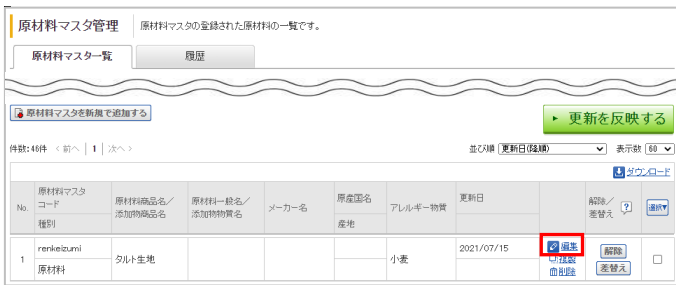 原材料マスタ管理 原材料マスタの登録された原材料の一覧です。
原材料マスター覧 履歴
原材料マスタを新規で追加する
▸ 更新を反映する
件数:46件 <前へ | 1 | 次へ> 並び順 更新日(降順) 表示数 60
ダウンロード
No. 原材料マスタコード 種別 原材料商品名／添加物商品名 原材料一般名／添加物物質名 メーカー名 原産国名 産地 アレルギー物質 更新日 解除／差替え ? 選択▼
1 renkeizumi 原材料 タルト生地 小麦 2021/07/15 編集 複製 削除 解除 差替え